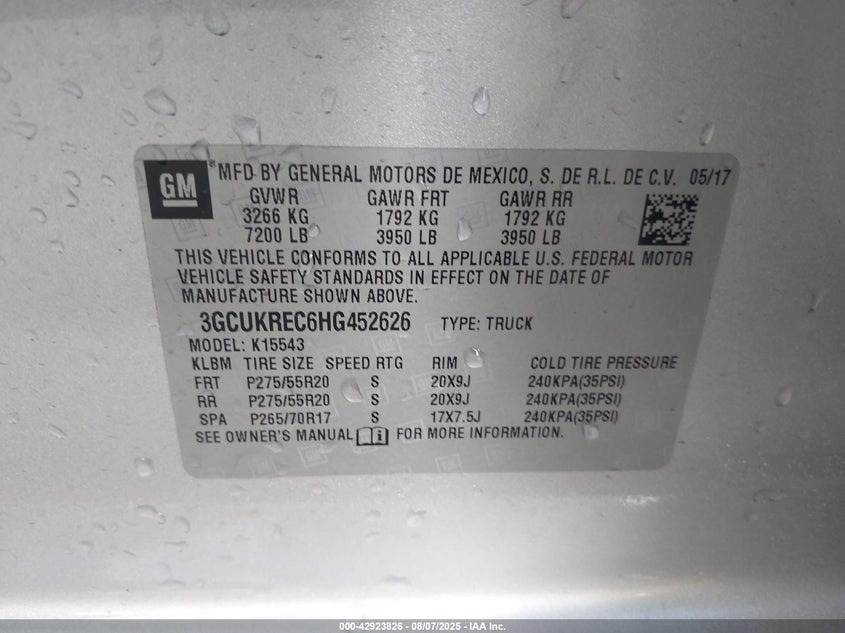 GM
*MFD BY GENERAL MOTORS DE MEXICO, S. DE R.L. DE C.V. 05/17
GVWR GAWR FRT GAWR RR
3266 KG 1792 KG 1792 KG
7200 LB 3950 LB 3950 LB
THIS VEHICLE CONFORMS TO ALL APPLICABLE U.S. FEDERAL MOTOR
VEHICLE SAFETY STANDARDS IN EFFECT ON THE DATE OF
MANUFACTURE SHOWN ABOVE.
3GCUKREC6HG452626 TYPE: TRUCK
MODEL: K15543
KLBM TIRE SIZE SPEED RTG RIM COLD TIRE PRESSURE
FRT P275/55R20 S 20X9J 240KPA(35PSI)
RR P275/55R20 S 20X9J 240KPA(35PSI)
SPA P265/70R17 S 17X7.5J 240KPA(35PSI)
SEE OWNER'S MANUAL FOR MORE INFORMATION.
000-42923826 - 08/07/2025 - IAA Inc.